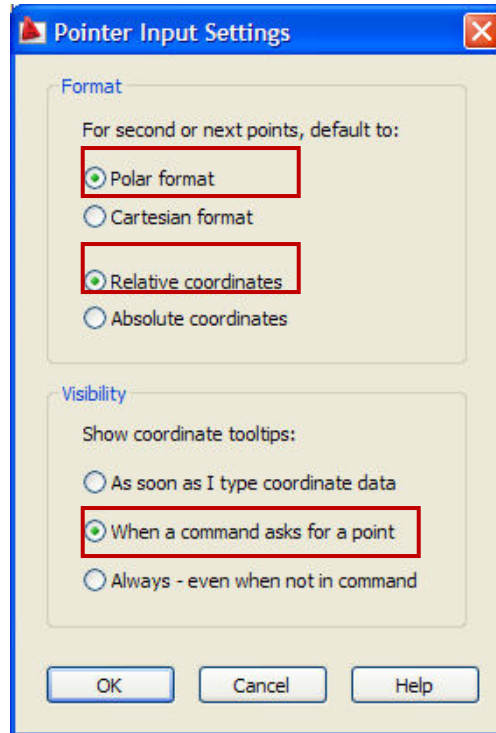 Pointer Input Settings
Format
For second or next points, default to:
Polar format
Cartesian format
Relative coordinates
Absolute coordinates
Visibility
Show coordinate tooltips:
As soon as I type coordinate data
When a command asks for a point
Always - even when not in command
OK Cancel Help